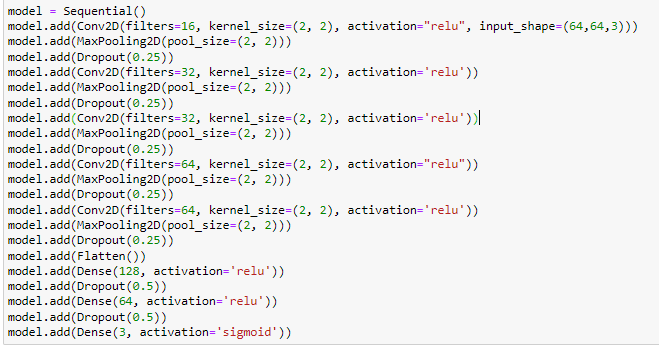 model = Sequential()
model.add(Conv2D(filters=16, kernel_size=(2, 2), activation="relu", input_shape=(64,64,3)))
model.add(MaxPooling2D(pool_size=(2, 2)))
model.add(Dropout(0.25))
model.add(Conv2D(filters=32, kernel_size=(2, 2), activation='relu'))
model.add(MaxPooling2D(pool_size=(2, 2)))
model.add(Dropout(0.25))
model.add(Conv2D(filters=32, kernel_size=(2, 2), activation='relu'))
model.add(MaxPooling2D(pool_size=(2, 2)))
model.add(Dropout(0.25))
model.add(Conv2D(filters=64, kernel_size=(2, 2), activation="relu"))
model.add(MaxPooling2D(pool_size=(2, 2)))
model.add(Dropout(0.25))
model.add(Conv2D(filters=64, kernel_size=(2, 2), activation='relu'))
model.add(MaxPooling2D(pool_size=(2, 2)))
model.add(Dropout(0.25))
model.add(Flatten())
model.add(Dense(128, activation='relu'))
model.add(Dropout(0.5))
model.add(Dense(64, activation='relu'))
model.add(Dropout(0.5))
model.add(Dense(3, activation='sigmoid'))